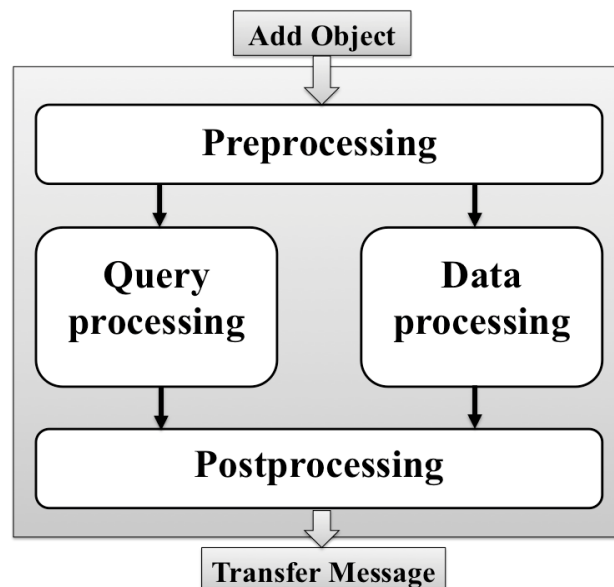 Add Object
Preprocessing
Query
processing
Data
processing
Postprocessing
Transfer Message